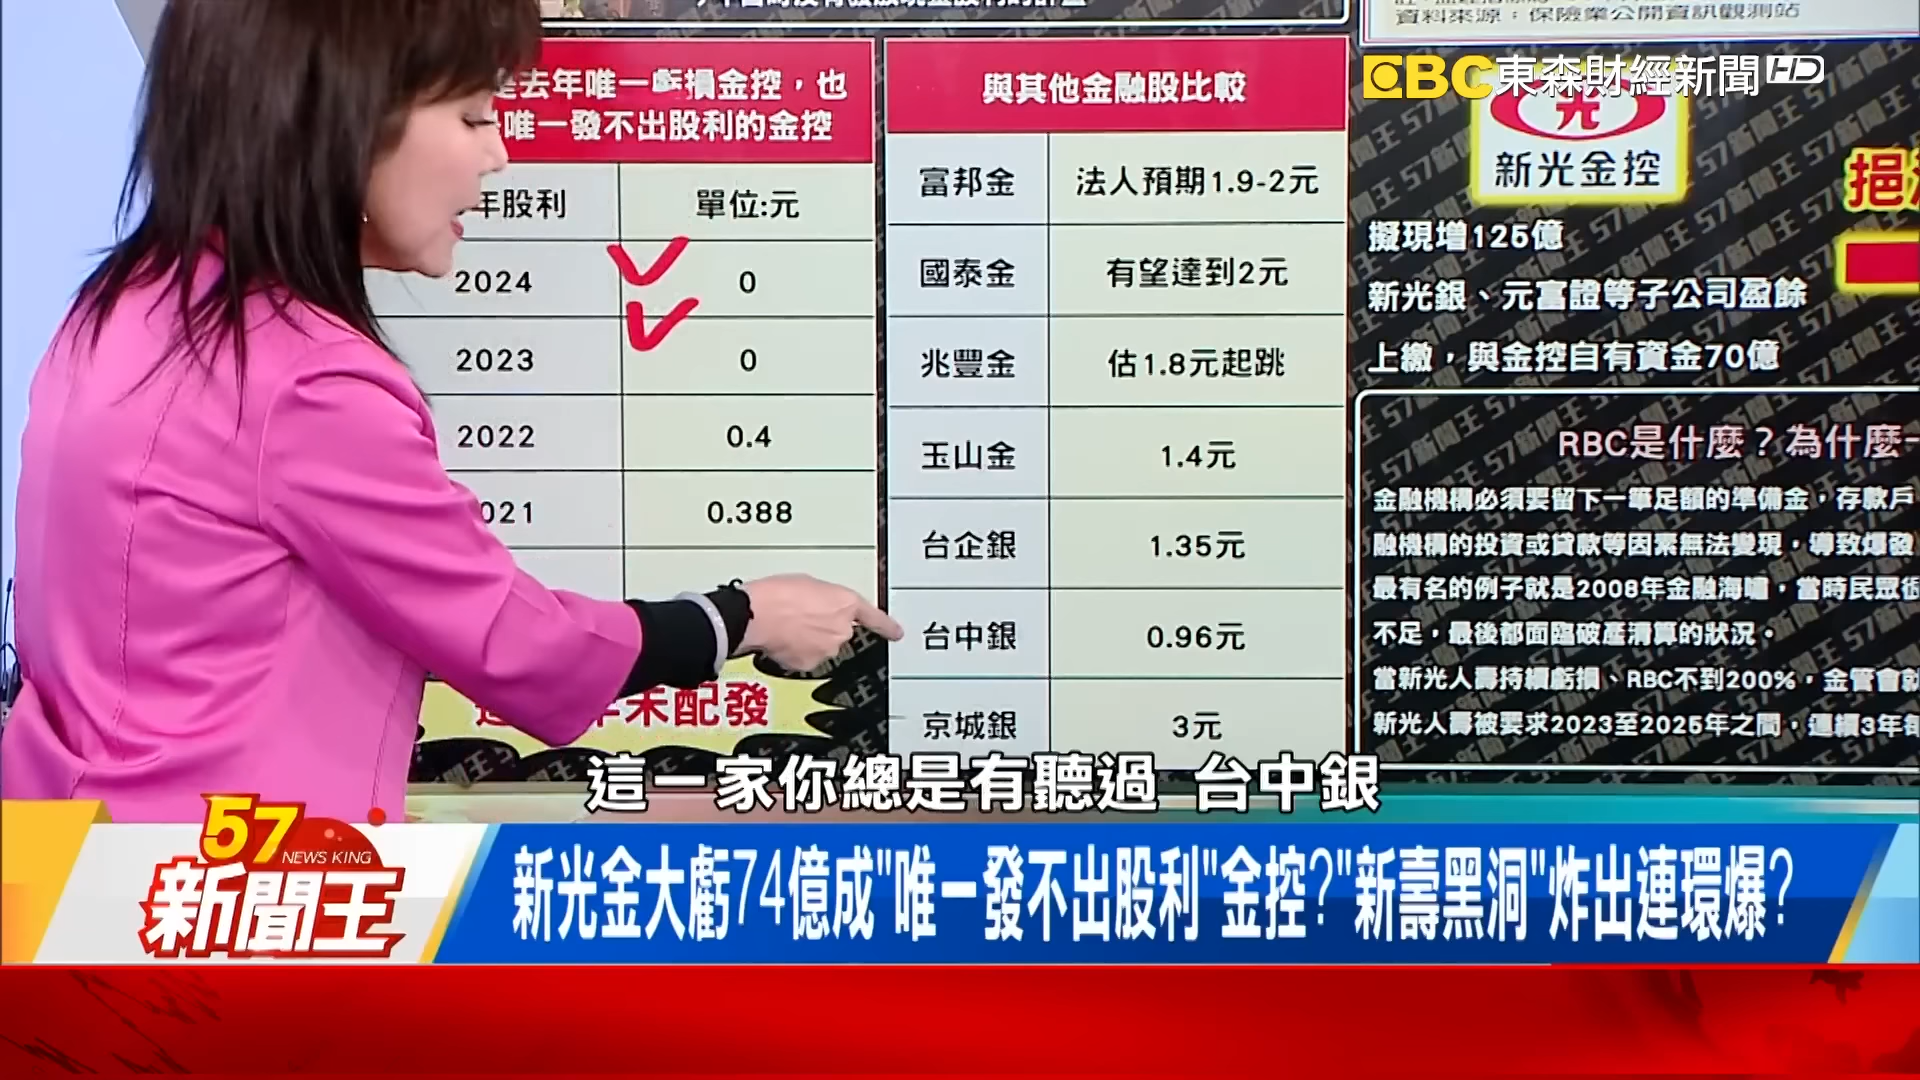 資料來源：保險業公開資訊觀測站
EBC東森財經新聞HD
去年唯一虧損金控，也
唯一發不出股利的金控
年股利 單位:元
2024 0
2023 0
2022 0.4
2021 0.388
未配發
與其他金融股比較
富邦金 法人預期1.9-2元
國泰金 有望達到2元
兆豐金 估1.8元起跳
玉山金 1.4元
台企銀 1.35元
台中銀 0.96元
京城銀 3元
新光金控
擬現增125億
新光銀、元富證等子公司盈餘
上繳，與金控自有資金70億
挹
RBC是什麼？為什麼
金融機構必須要留下一筆足額的準備金，存款戶
融機構的投資或貸款等因素無法變現，導致爆發
最有名的例子就是2008年金融海嘯，當時民眾很
不足，最後都面臨破產清算的狀況。
當新光人壽持續虧損、RBC不到200%，金管會就
新光人壽被要求2023至2025年之間，連續3年每
這一家你總是有聽過 台中銀
57 NEWS KING
新聞王
新光金大虧74億成"唯一發不出股利"金控?"新壽黑洞"炸出連環爆?